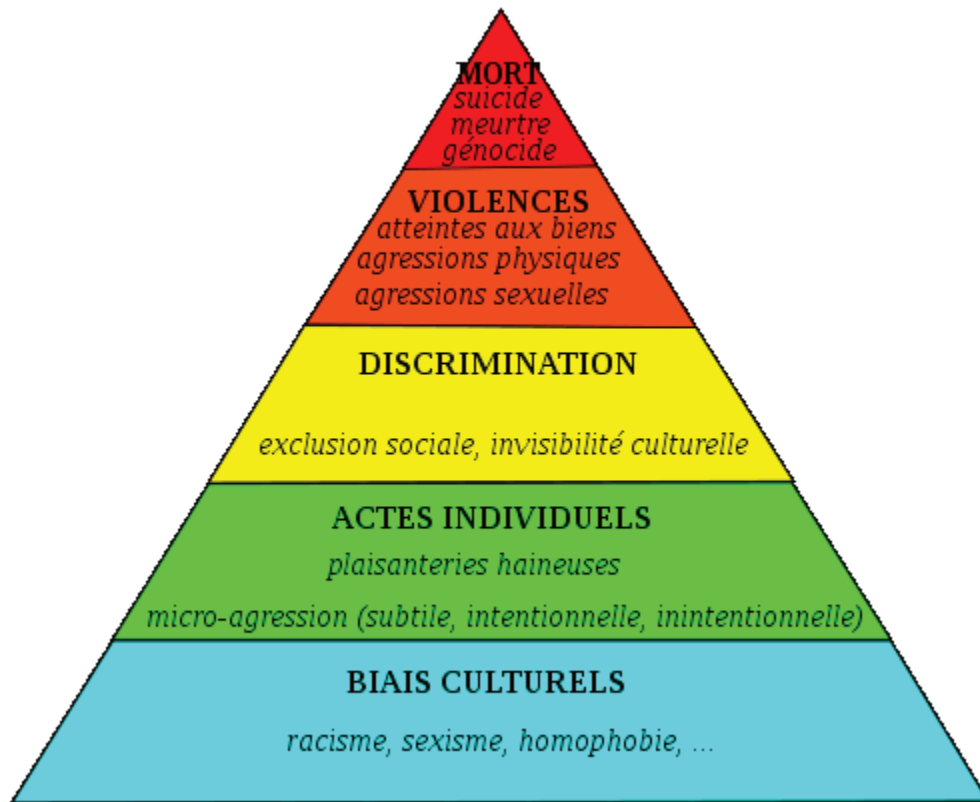 MORT
suicide
meurtre
génocide
VIOLENCES
atteintes aux biens
agressions physiques
agressions sexuelles
DISCRIMINATION
exclusion sociale, invisibilité culturelle
ACTES INDIVIDUELS
plaisanteries haineuses
micro-agression (subtile, intentionnelle, inintentionnelle)
BIAIS CULTURELS
racisme, sexisme, homophobie, ...